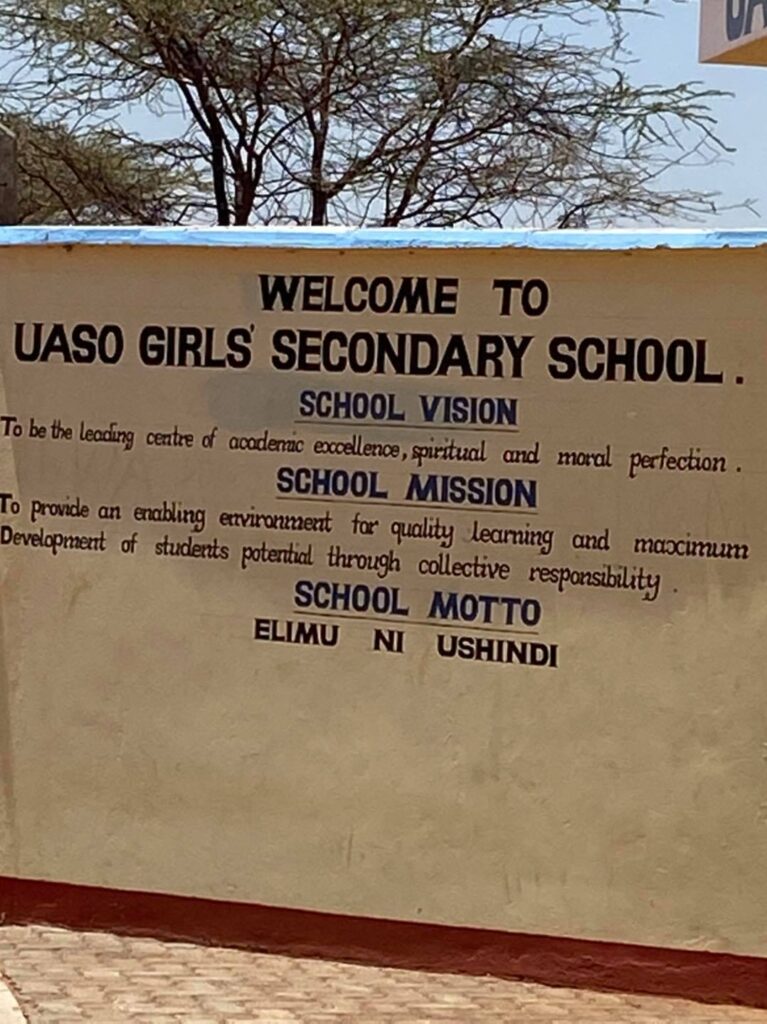 WELCOME TO
UASO GIRLS' SECONDARY SCHOOL.
SCHOOL VISION
To be the leading centre of academic excellence, spiritual and moral perfection.
SCHOOL MISSION
To provide an enabling environment for quality learning and maximum
Development of students potential through collective responsibility.
SCHOOL MOTTO
ELIMU NI USHINDI